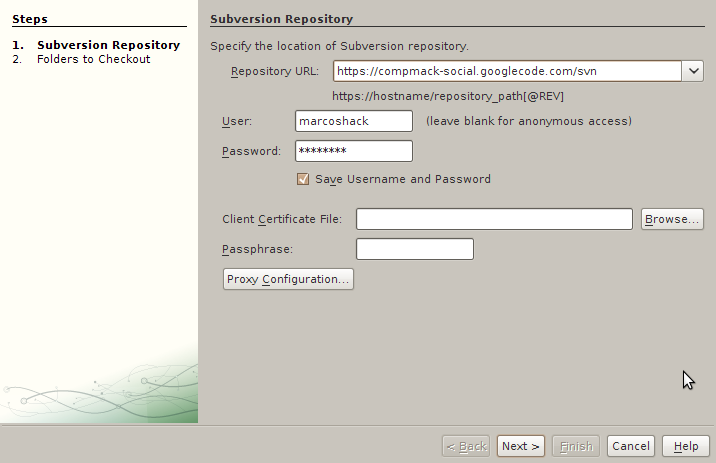 Steps
1. Subversion Repository
2. Folders to Checkout
Subversion Repository
Specify the location of Subversion repository.
Repository URL: https://compmack-social.googlecode.com/svn
https://hostname/repository_path[@REV]
User: marcoshack (leave blank for anonymous access)
Password: ********
Save Username and Password
Client Certificate File: Browse...
Passphrase:
Proxy Configuration...
< Back Next > Finish Cancel Help